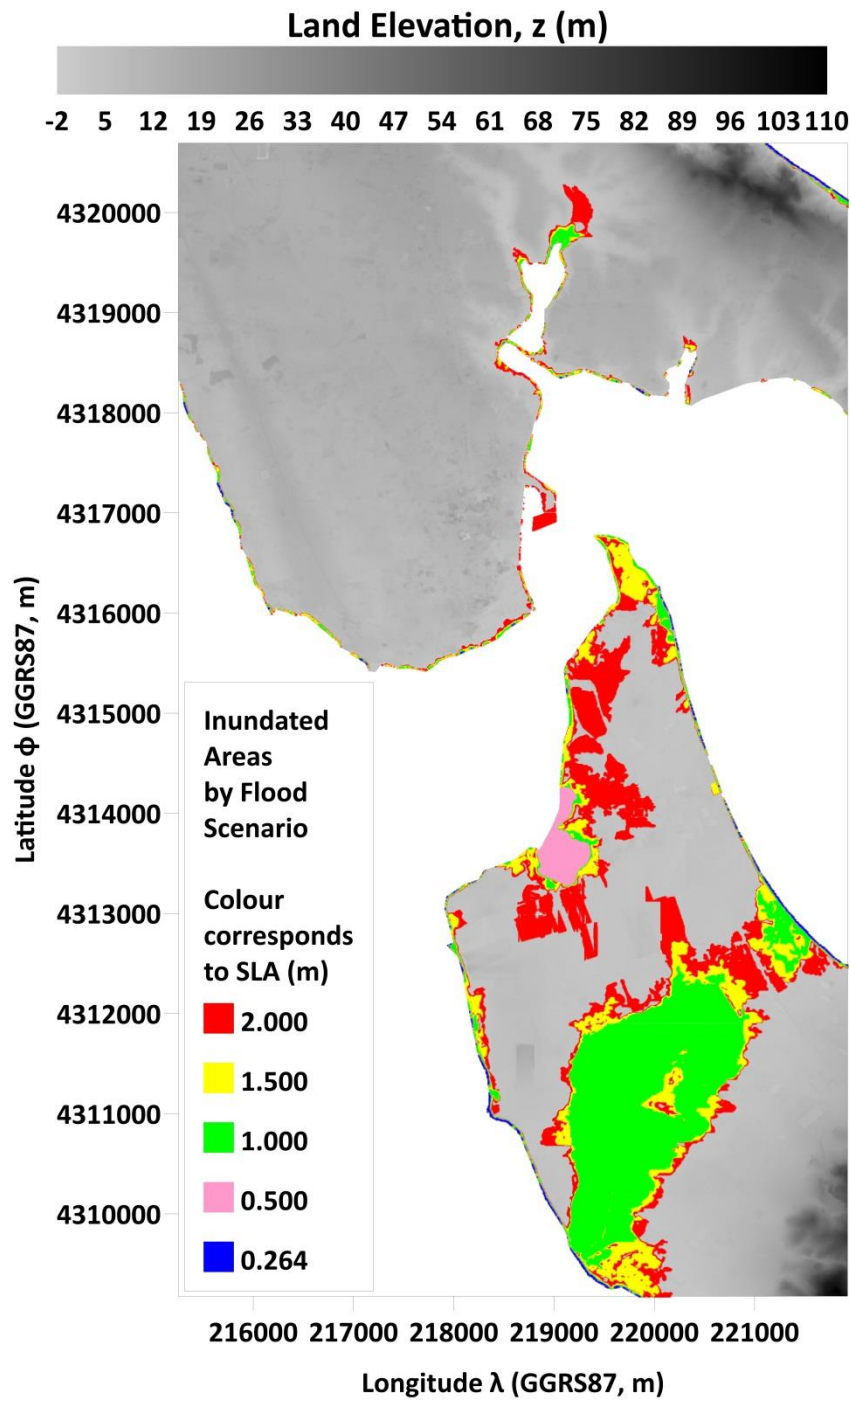 Land Elevation, z (m)
-2 5 12 19 26 33 40 47 54 61 68 75 82 89 96 103 110
4320000
4319000
4318000
4317000
4316000
4315000
4314000
4313000
4312000
4311000
4310000
Latitude ϕ (GGRS87, m)
Inundated
Areas
by Flood
Scenario
Colour
corresponds
to SLA (m)
2.000
1.500
1.000
0.500
0.264
216000 217000 218000 219000 220000 221000
Longitude λ (GGRS87, m)